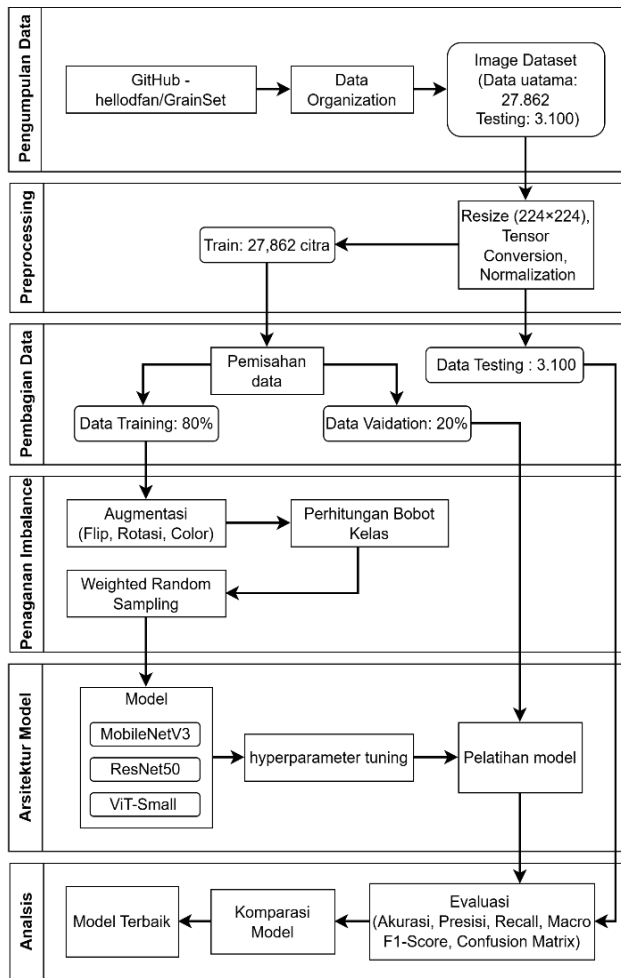 Pengumpulan Data
GitHub -
hellodfan/GrainSet
Data
Organization
Image Dataset
(Data uatama:
27.862
Testing: 3.100)
Preprocessing
Train: 27,862 citra
Resize (224×224),
Tensor
Conversion,
Normalization
Pembagian Data
Pemisahan
data
Data Testing : 3.100
Data Training: 80%
Data Vaidation: 20%
Penaganan Imbalance
Augmentasi
(Flip, Rotasi, Color)
Perhitungan Bobot
Kelas
Weighted Random
Sampling
Arsitektur Model
Model
MobileNetV3
ResNet50
ViT-Small
hyperparameter tuning
Pelatihan model
Analsis
Model Terbaik
Komparasi
Model
Evaluasi
(Akurasi, Presisi, Recall, Macro
F1-Score, Confusion Matrix)